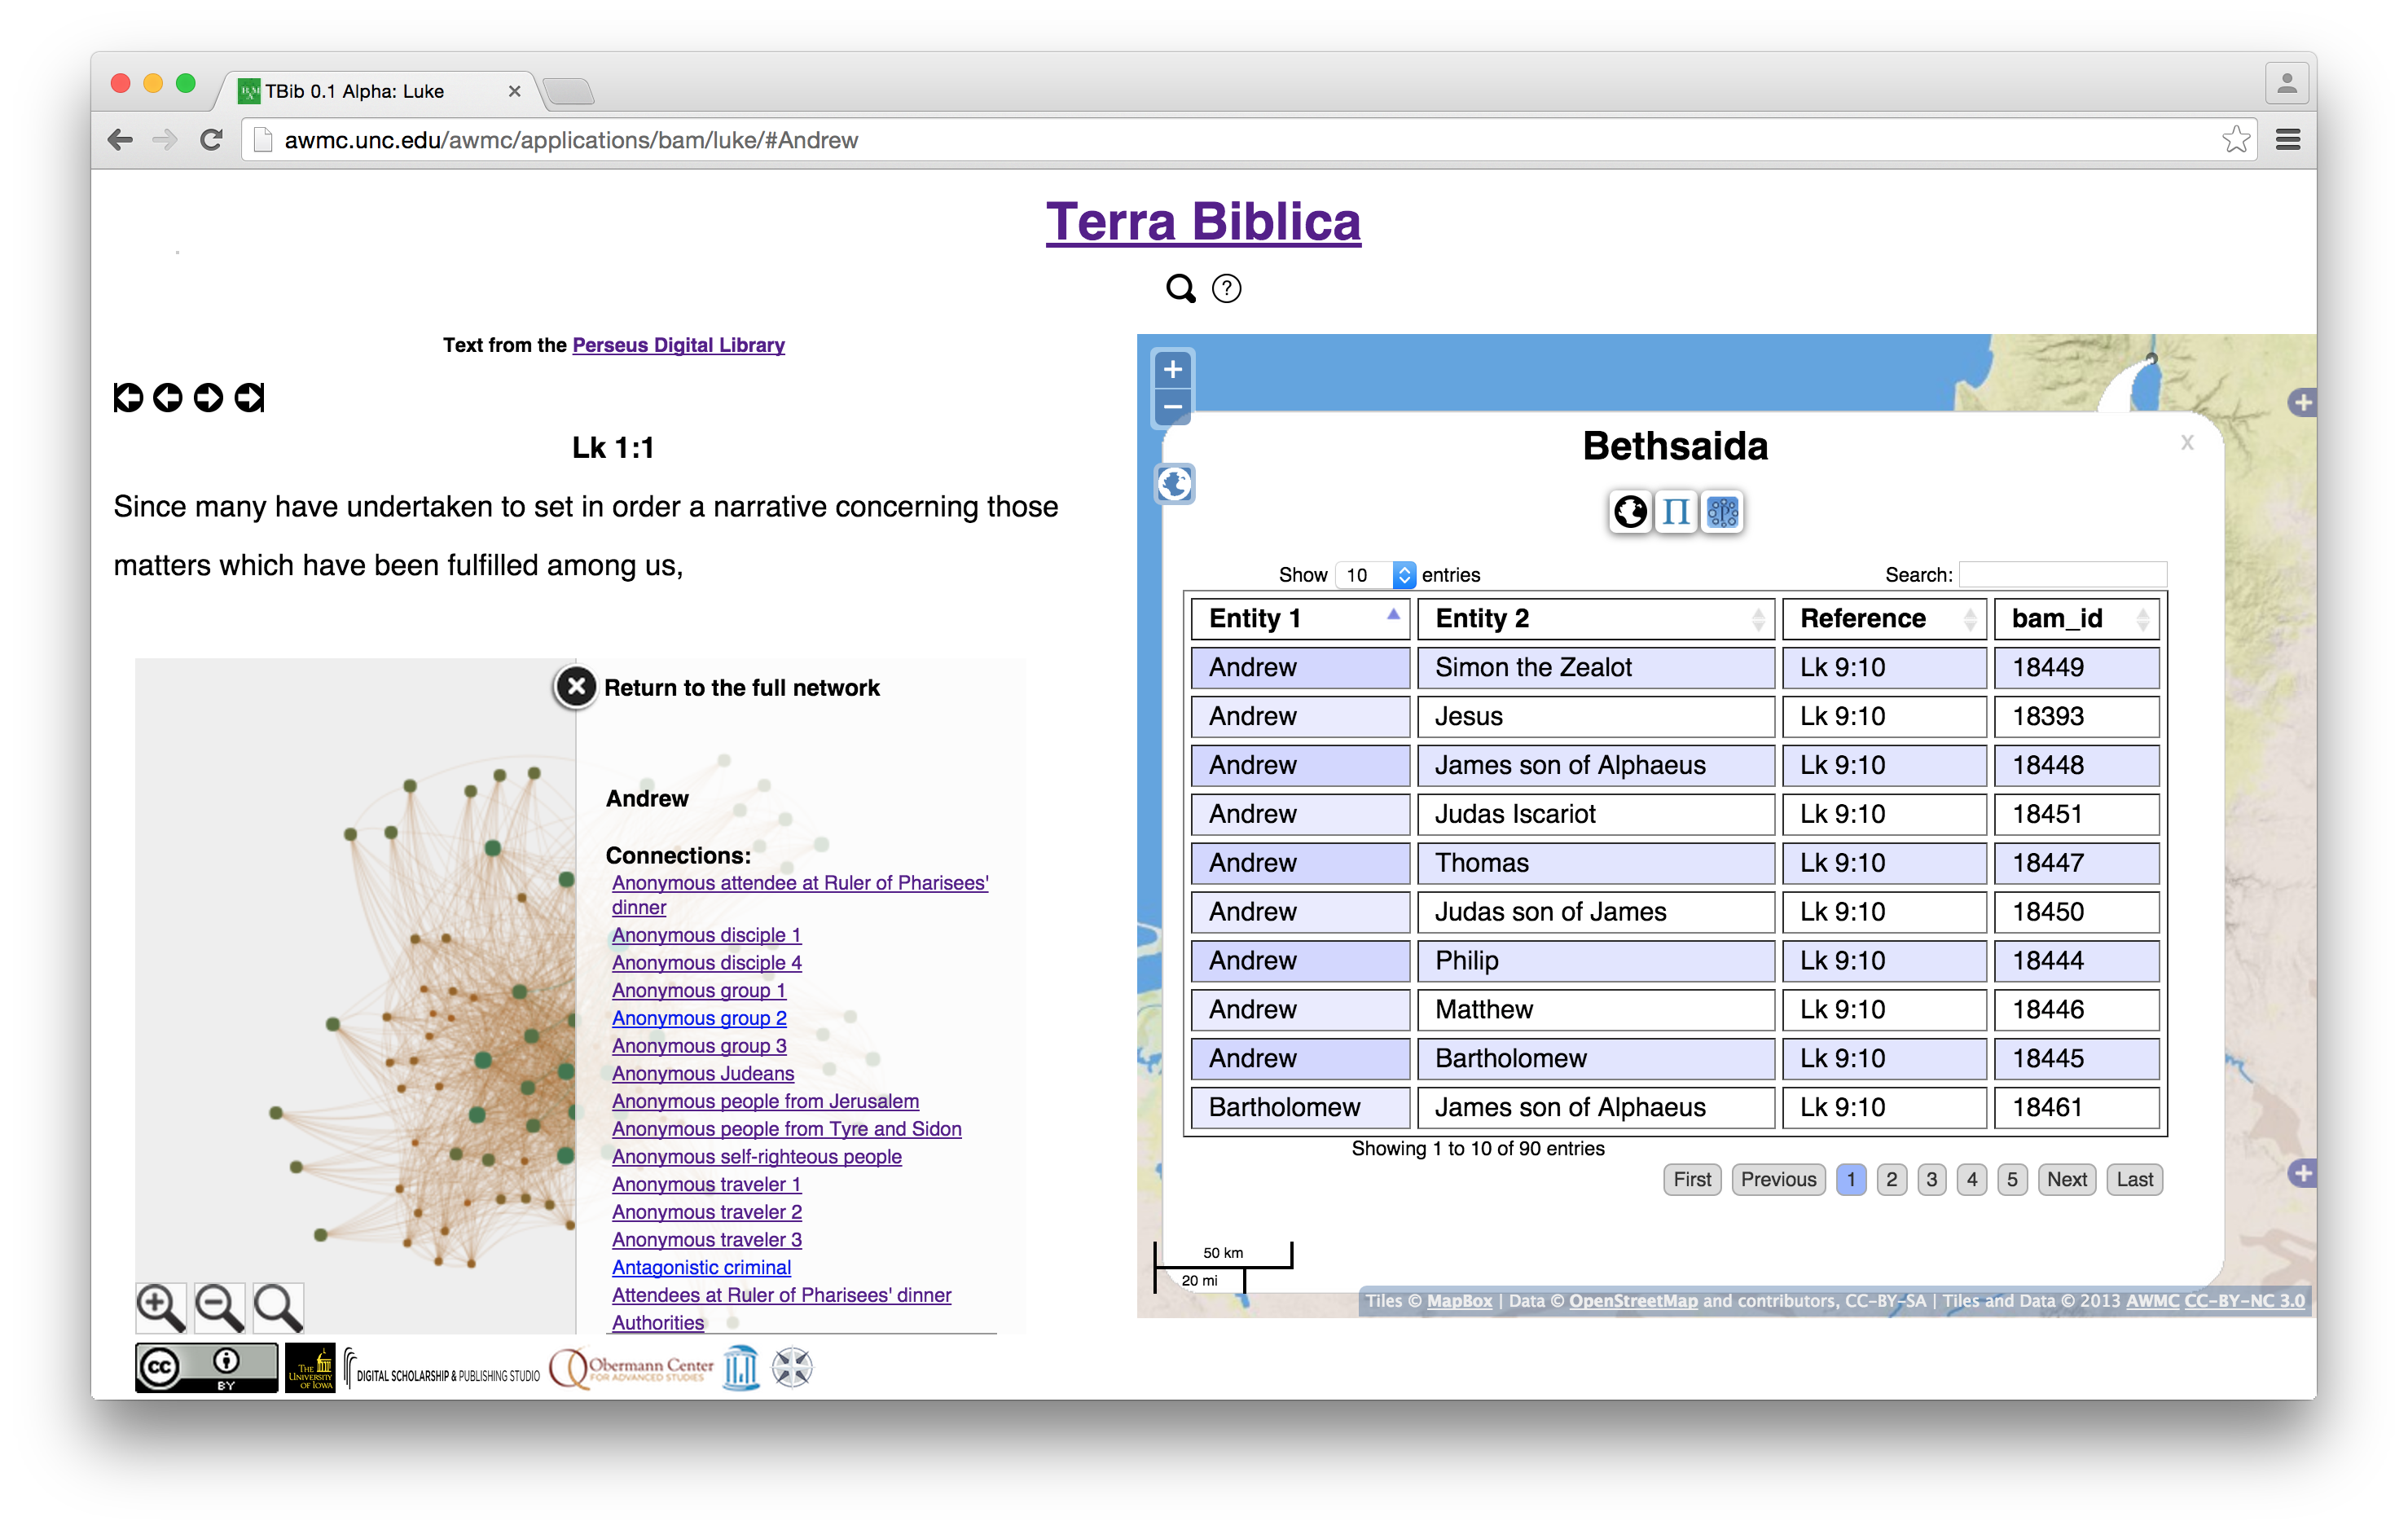 TBib 0.1 Alpha: Luke
awmc.unc.edu/awmc/applications/bam/luke/#Andrew
Terra Biblica
?
Text from the Perseus Digital Library
Lk 1:1
Since many have undertaken to set in order a narrative concerning those
matters which have been fulfilled among us,
Return to the full network
Andrew
Connections:
Anonymous attendee at Ruler of Pharisees'
dinner
Anonymous disciple 1
Anonymous disciple 4
Anonymous group 1
Anonymous group 2
Anonymous group 3
Anonymous Judeans
Anonymous people from Jerusalem
Anonymous people from Tyre and Sidon
Anonymous self-righteous people
Anonymous traveler 1
Anonymous traveler 2
Anonymous traveler 3
Antagonistic criminal
Attendees at Ruler of Pharisees' dinner
Authorities
cc BY
THE UNIVERSITY OF IOWA
DIGITAL SCHOLARSHIP & PUBLISHING STUDIO
Obermann Center
FOR ADVANCED STUDIES
+
−
Bethsaida
x
Π P
Show 10 entries Search:
Entity 1 Entity 2 Reference bam_id
Andrew Simon the Zealot Lk 9:10 18449
Andrew Jesus Lk 9:10 18393
Andrew James son of Alphaeus Lk 9:10 18448
Andrew Judas Iscariot Lk 9:10 18451
Andrew Thomas Lk 9:10 18447
Andrew Judas son of James Lk 9:10 18450
Andrew Philip Lk 9:10 18444
Andrew Matthew Lk 9:10 18446
Andrew Bartholomew Lk 9:10 18445
Bartholomew James son of Alphaeus Lk 9:10 18461
Showing 1 to 10 of 90 entries
First Previous 1 2 3 4 5 Next Last
50 km
20 mi
Tiles © MapBox | Data © OpenStreetMap and contributors, CC-BY-SA | Tiles and Data © 2013 AWMC CC-BY-NC 3.0